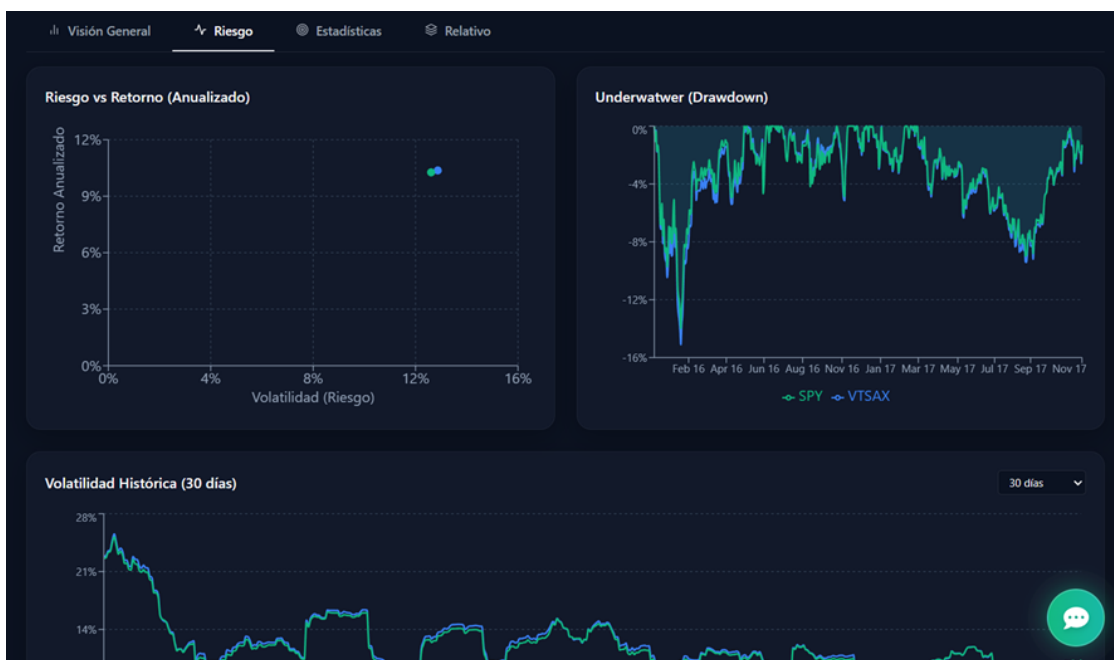 Visión General Riesgo Estadísticas Relativo
Riesgo vs Retorno (Anualizado)
Retorno Anualizado
12%
9%
6%
3%
0%
0% 4% 8% 12% 16%
Volatilidad (Riesgo)
Underwatwer (Drawdown)
0%
-4%
-8%
-12%
-16%
Feb 16 Apr 16 Jun 16 Aug 16 Nov 16 Jan 17 Mar 17 May 17 Jul 17 Sep 17 Nov 17
SPY VTSAX
Volatilidad Histórica (30 días)
30 días
28%
21%
14%